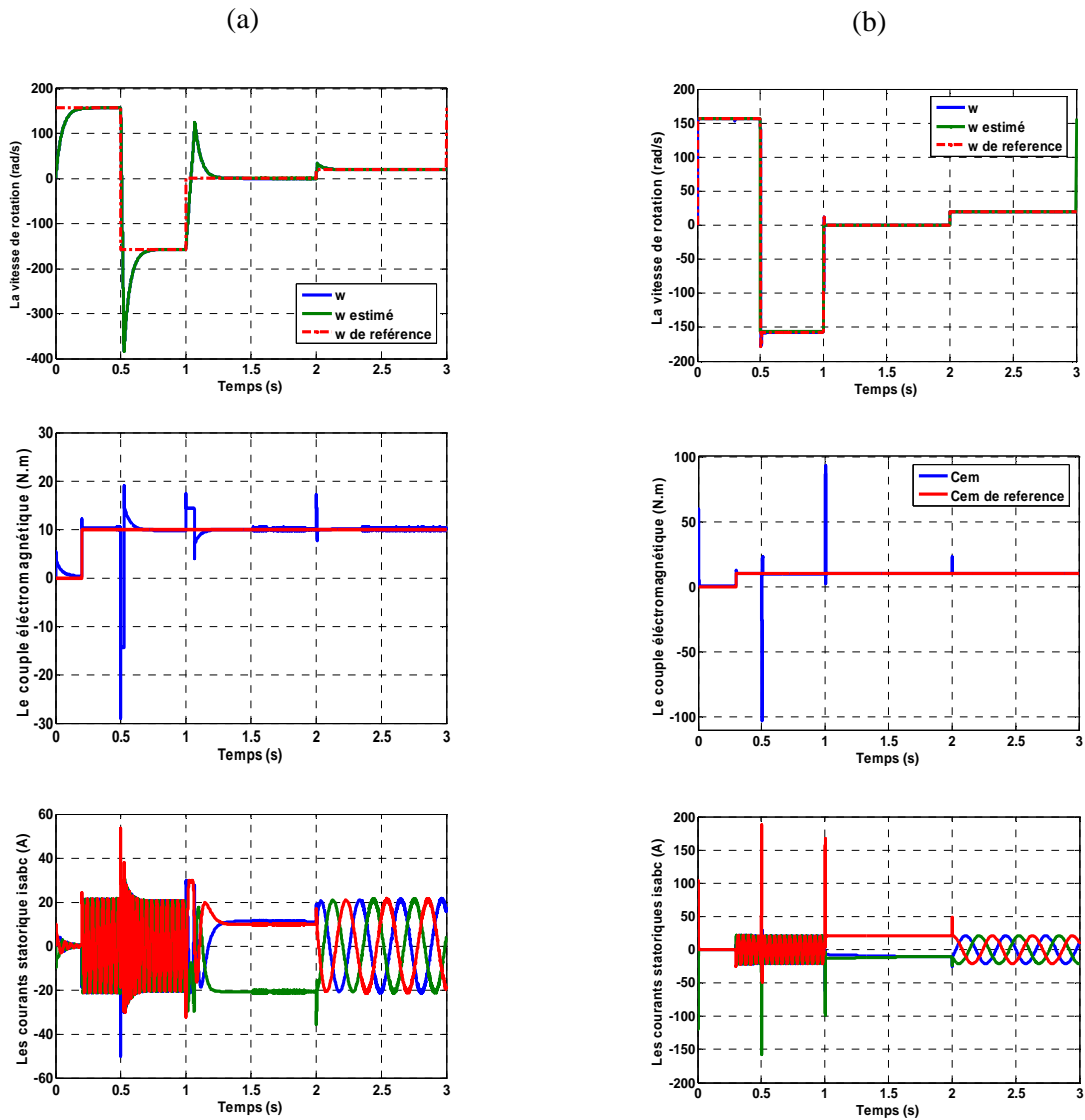 (a)
(b)
La vitesse de rotation (rad/s)
200
100
0
-100
-200
-300
-400
0 0.5 1 1.5 2 2.5 3
Temps (s)
w
w estimé
w de reférence
La vitesse de rotation (rad/s)
200
150
100
50
0
-50
-100
-150
-200
0 0.5 1 1.5 2 2.5 3
Temps (s)
w
w estimé
w de reference
Le couple éléctromagnétique (N.m)
30
20
10
0
-10
-20
-30
0 0.5 1 1.5 2 2.5 3
Temps (s)
Le couple éléctromagnétique (N.m)
100
50
0
-50
-100
0 0.5 1 1.5 2 2.5 3
Temps (s)
Cem
Cem de reference
Les courants statorique isabc (A)
60
40
20
0
-20
-40
-60
0 0.5 1 1.5 2 2.5 3
Temps (s)
Les courants statoriques isabc (A)
200
150
100
50
0
-50
-100
-150
-200
0 0.5 1 1.5 2 2.5 3
Temps (s)